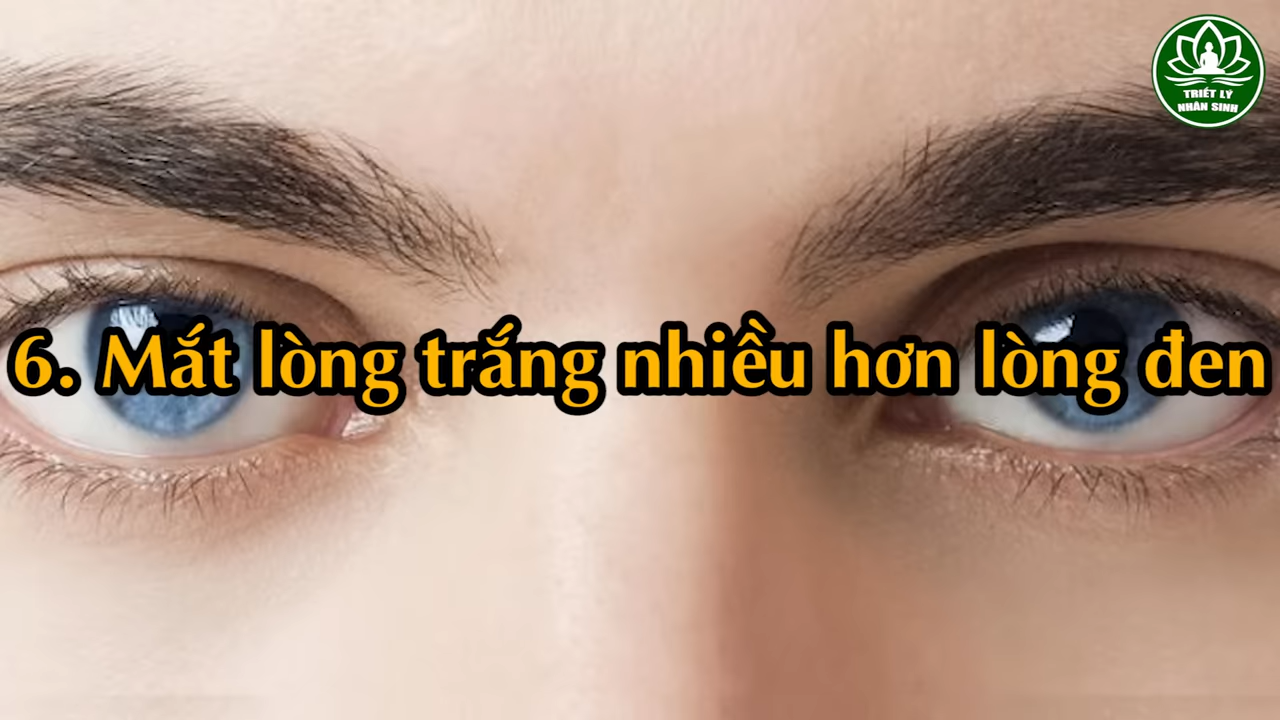 TRIẾT LÝ
NHÂN SINH
6. Mắt lòng trắng nhiều hơn lòng đen